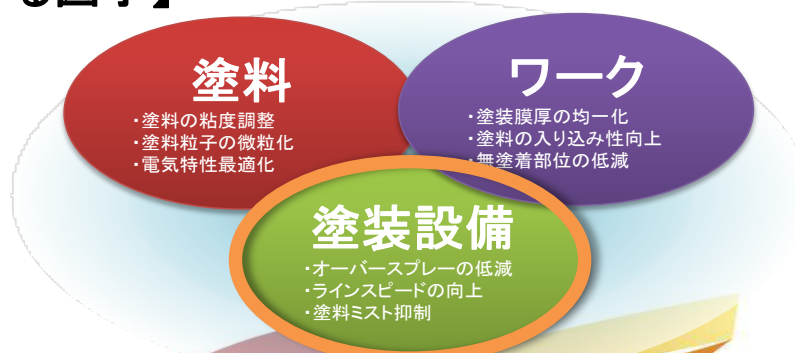 る因子】
塗料
・塗料の粘度調整
・塗料粒子の微粒化
・電気特性最適化
ワーク
・塗装膜厚の均一化
・塗料の入り込み性向上
・無塗着部位の低減
塗装設備
・オーバースプレーの低減
・ラインスピードの向上
・塗料ミスト抑制